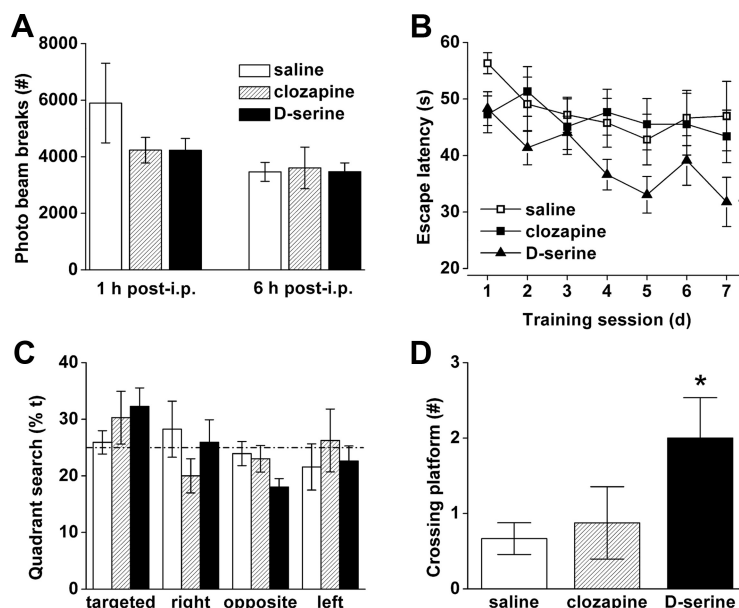 A
Photo beam breaks (#)
8000
6000
4000
2000
0
saline
clozapine
D-serine
1 h post-i.p.
6 h post-i.p.
B
Escape latency (s)
60
50
40
30
20
saline
clozapine
D-serine
1 2 3 4 5 6 7
Training session (d)
C
Quadrant search (% t)
40
30
20
10
0
targeted right opposite left
D
Crossing platform (#)
3
2
1
0
*
saline clozapine D-serine